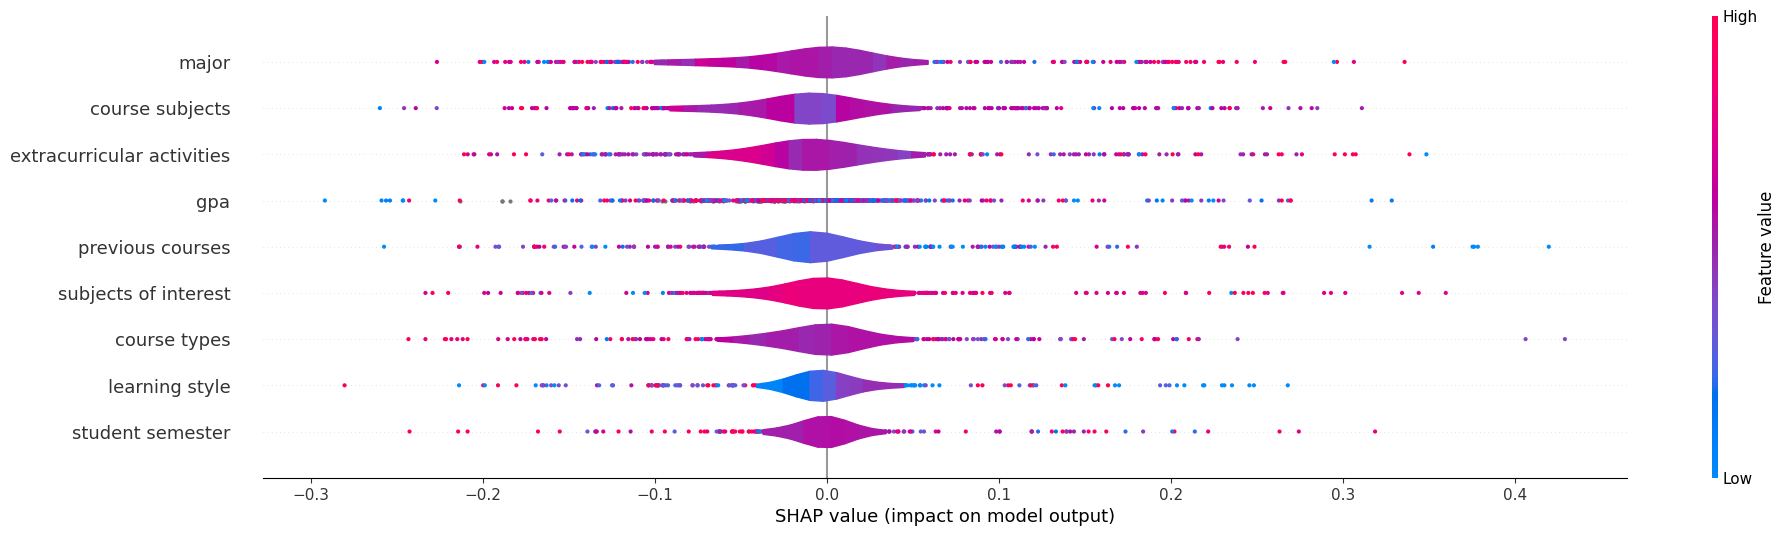 major
course subjects
extracurricular activities
gpa
previous courses
subjects of interest
course types
learning style
student semester
−0.3 −0.2 −0.1 0.0 0.1 0.2 0.3 0.4
SHAP value (impact on model output)
High
Feature value
Low